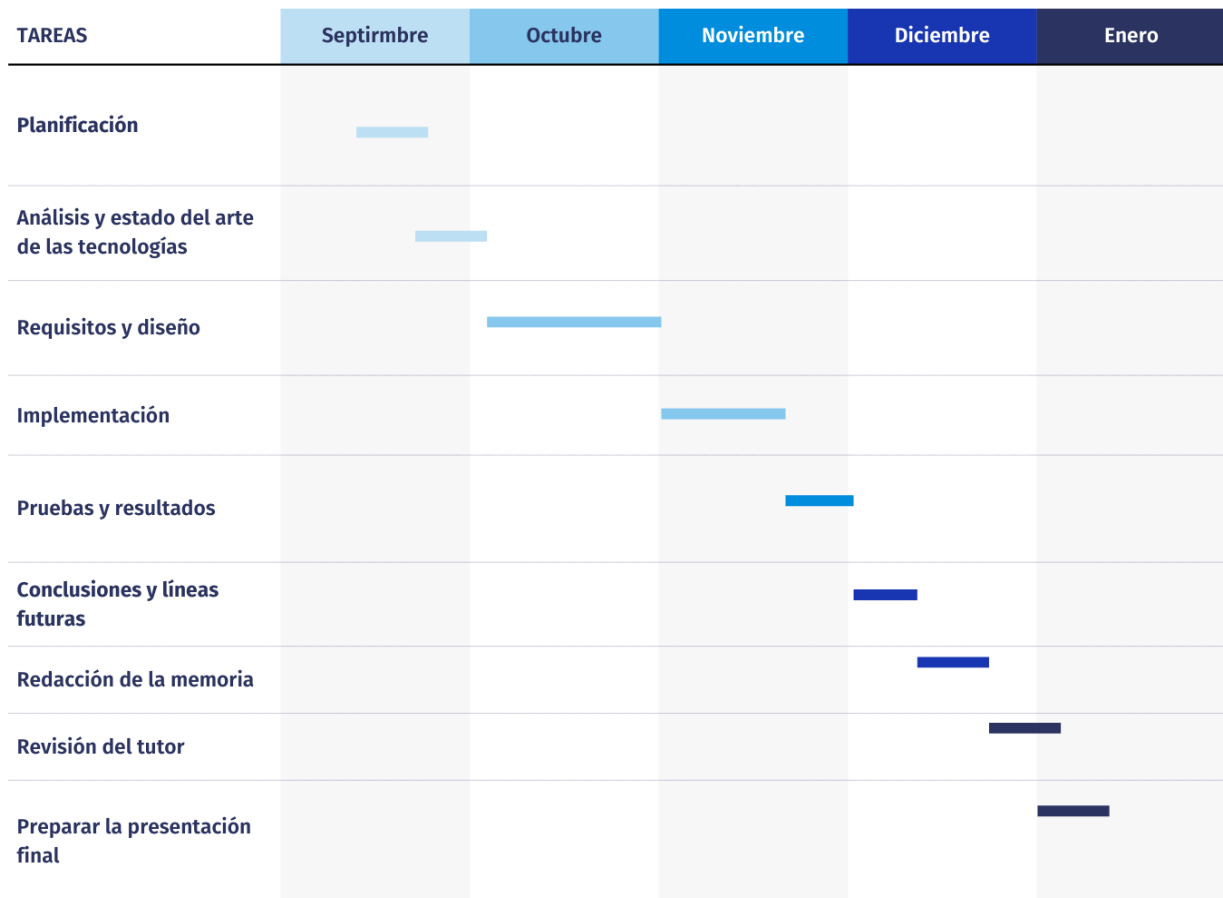 TAREAS Septirmbre Octubre Noviembre Diciembre Enero
Planificación
Análisis y estado del arte
de las tecnologías
Requisitos y diseño
Implementación
Pruebas y resultados
Conclusiones y líneas
futuras
Redacción de la memoria
Revisión del tutor
Preparar la presentación
final